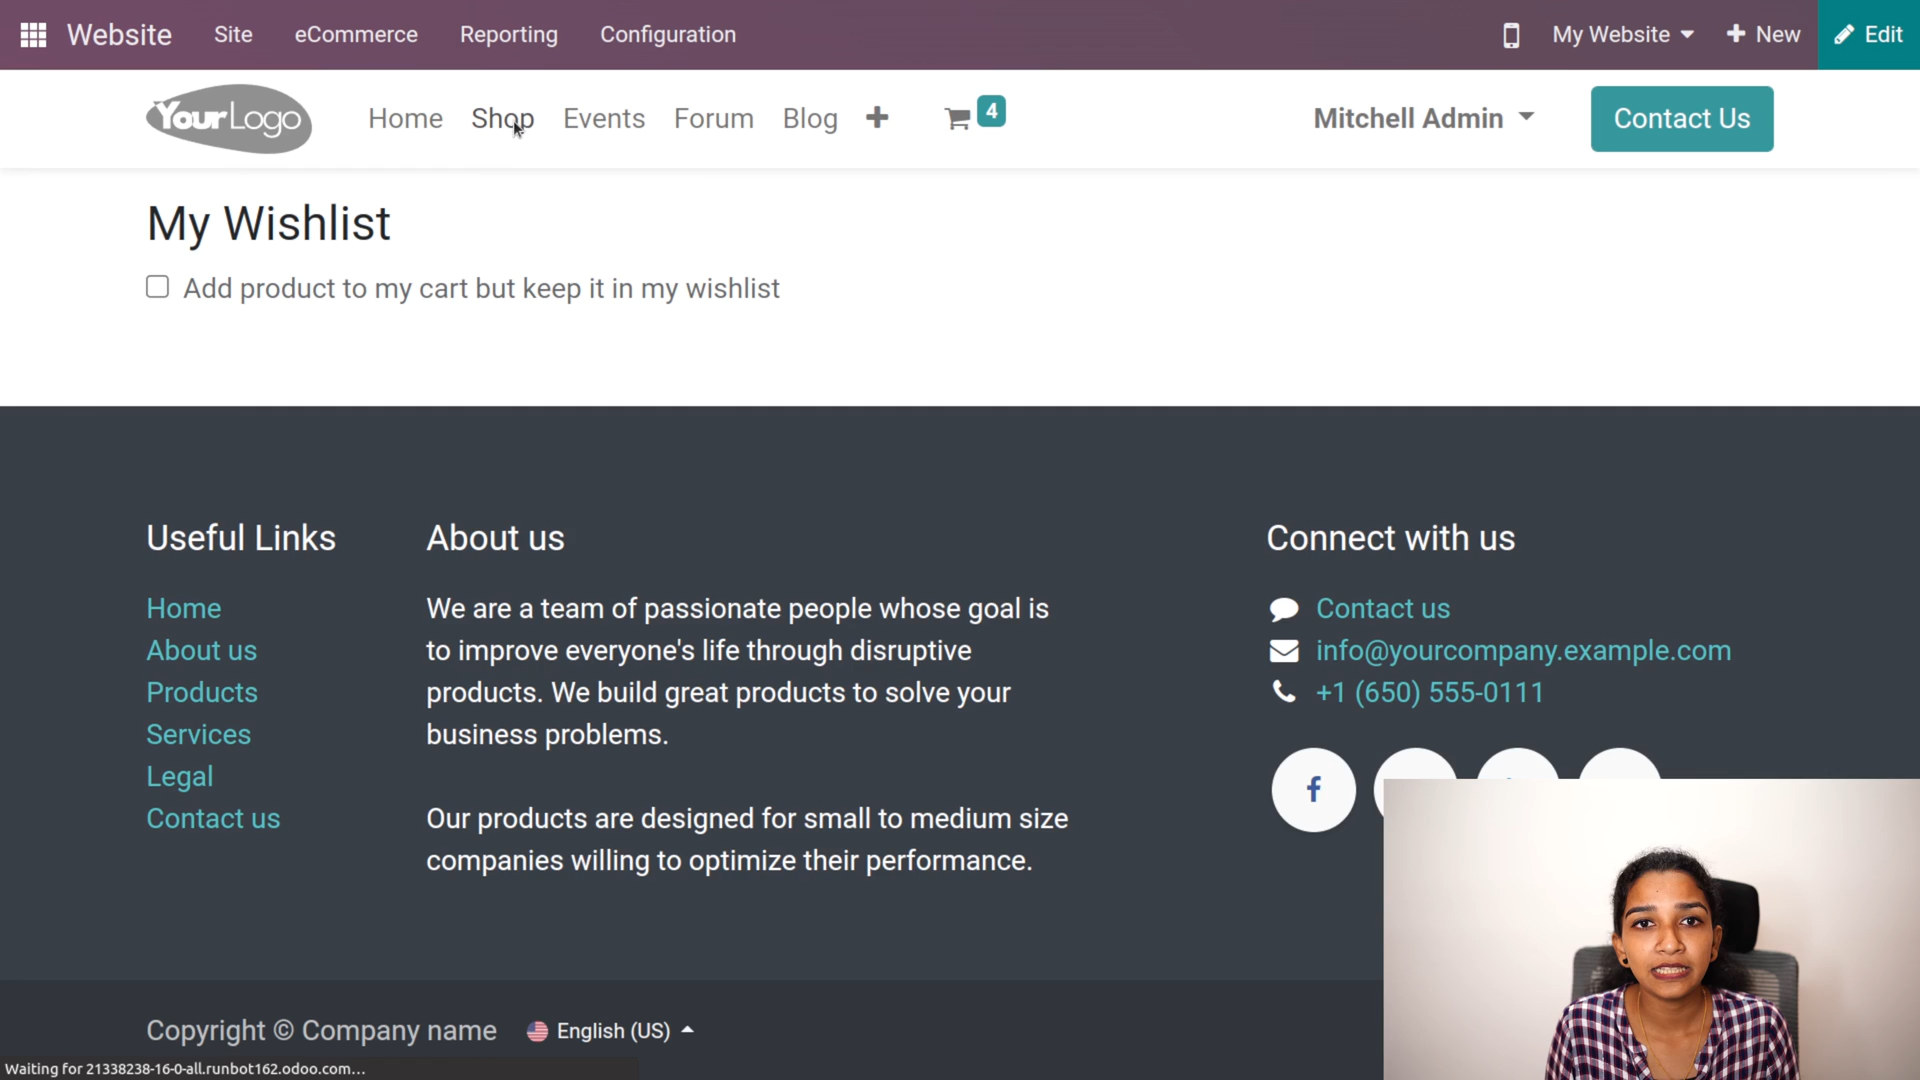 Website Site eCommerce Reporting Configuration My Website New Edit
YourLogo Home Shop Events Forum Blog 4 Mitchell Admin Contact Us
My Wishlist
Add product to my cart but keep it in my wishlist
Useful Links
Home
About us
Products
Services
Legal
Contact us
About us
We are a team of passionate people whose goal is
to improve everyone's life through disruptive
products. We build great products to solve your
business problems.
Our products are designed for small to medium size
companies willing to optimize their performance.
Connect with us
Contact us
info@yourcompany.example.com
+1 (650) 555-0111
Copyright © Company name English (US)
Waiting for 21338238-16-0-all.runbot162.odoo.com...